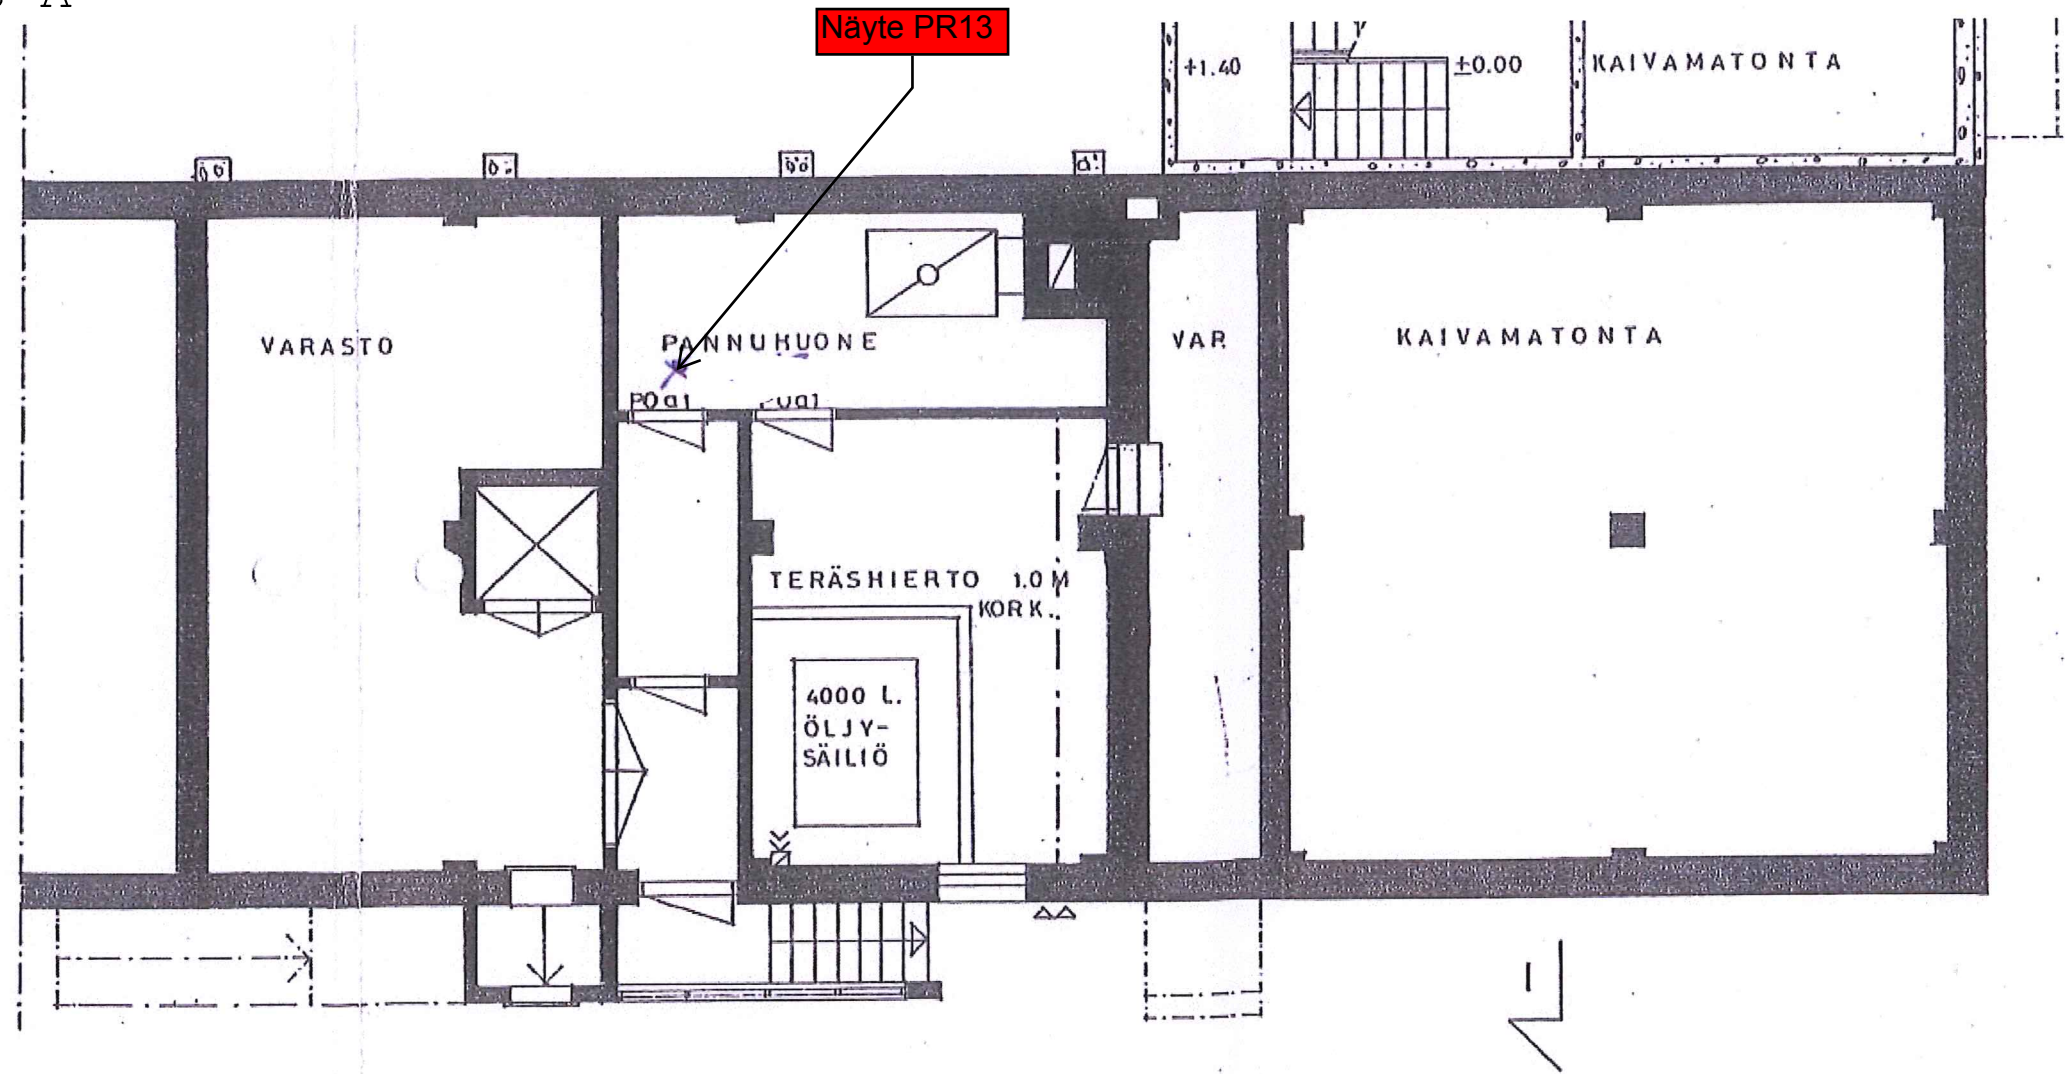 Näyte PR13
+1.40
±0.00
KAIVAMATONTA
VARASTO
PANNUHUONE
VAR
KAIVAMATONTA
TERÄSHIERTO 1.0 M
KORK.
4000 L.
ÖLJY-
SÄILIÖ